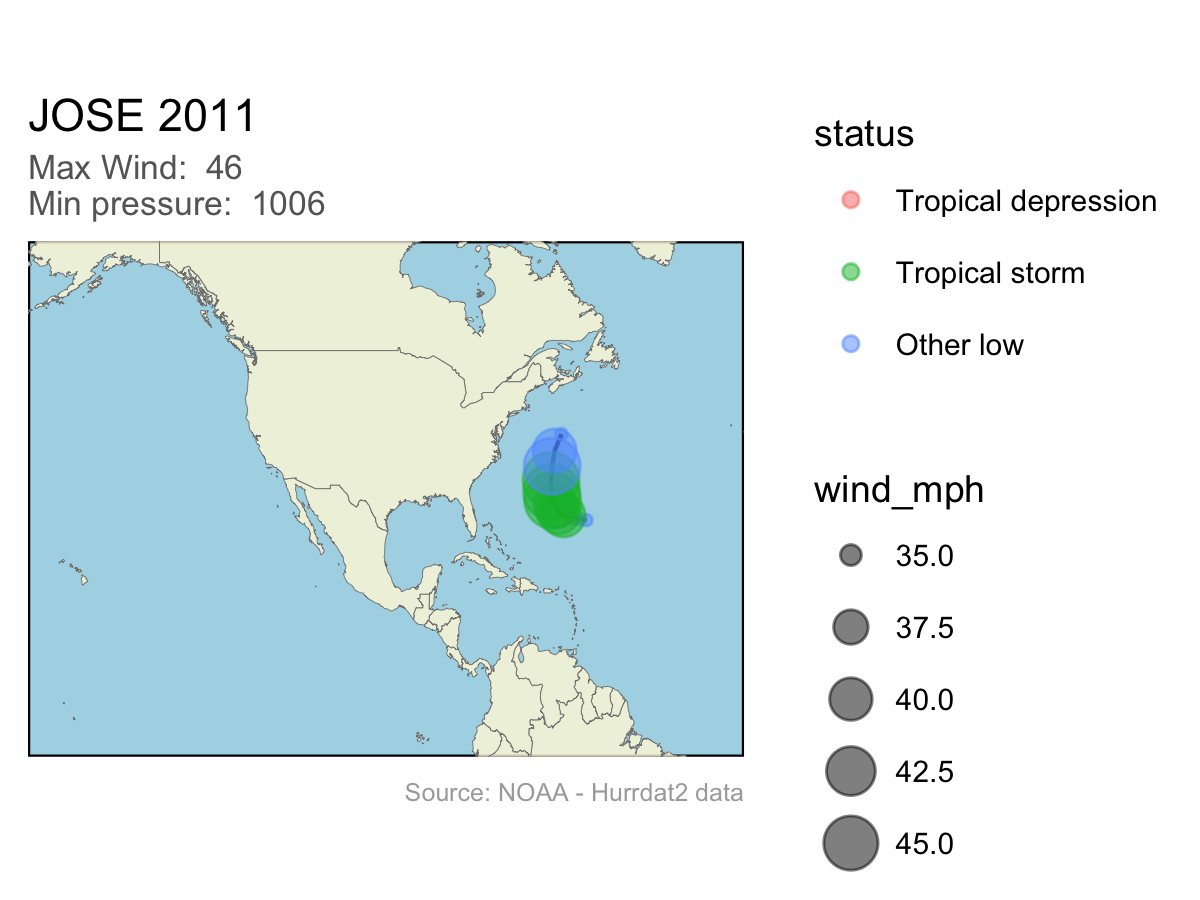 JOSE 2011
Max Wind:  46
Min pressure:  1006
status
Tropical depression
Tropical storm
Other low
wind_mph
35.0
37.5
40.0
42.5
45.0
Source: NOAA - Hurrdat2 data